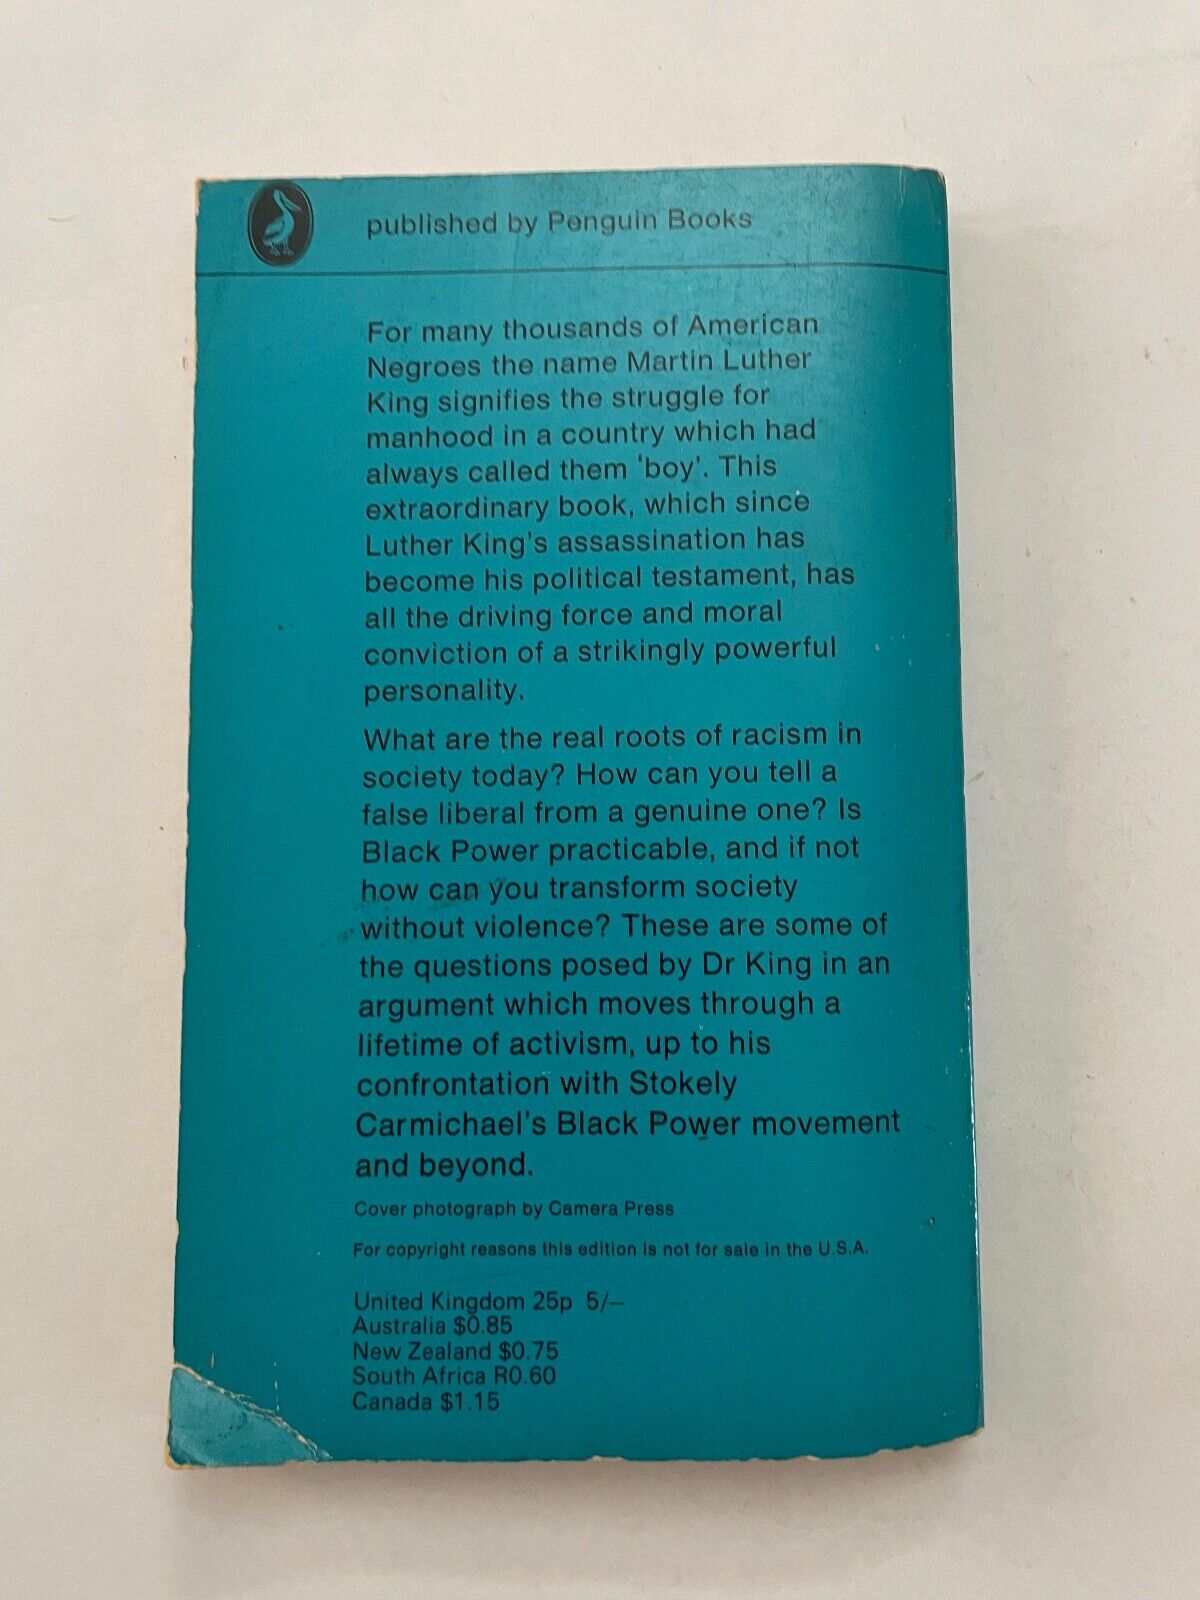 published by Penguin Books
For many thousands of American
Negroes the name Martin Luther
King signifies the struggle for
manhood in a country which had
always called them 'boy'. This
extraordinary book, which since
Luther King's assassination has
become his political testament, has
all the driving force and moral
conviction of a strikingly powerful
personality.
What are the real roots of racism in
society today? How can you tell a
false liberal from a genuine one? Is
Black Power practicable, and if not
how can you transform society
without violence? These are some of
the questions posed by Dr King in an
argument which moves through a
lifetime of activism, up to his
confrontation with Stokely
Carmichael's Black Power movement
and beyond.
Cover photograph by Camera Press
For copyright reasons this edition is not for sale in the U.S.A.
United Kingdom 25p 5/–
Australia $0.85
New Zealand $0.75
South Africa R0.60
Canada $1.15